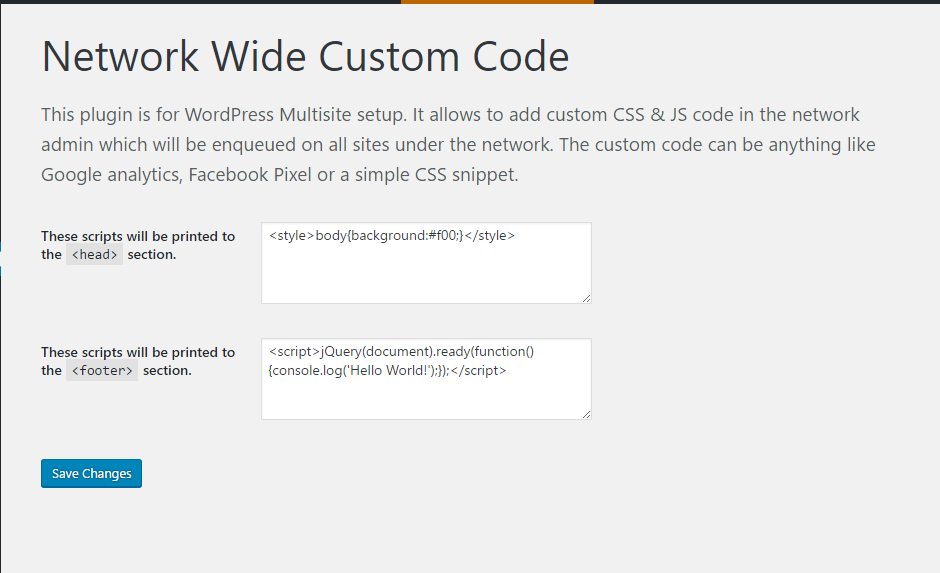 Network Wide Custom Code
This plugin is for WordPress Multisite setup. It allows to add custom CSS & JS code in the network
admin which will be enqueued on all sites under the network. The custom code can be anything like
Google analytics, Facebook Pixel or a simple CSS snippet.
These scripts will be printed to
the <head> section.
<style>body{background:#f00;}</style>
These scripts will be printed to
the <footer> section.
<script>jQuery(document).ready(function()
{console.log('Hello World!');});</script>
Save Changes